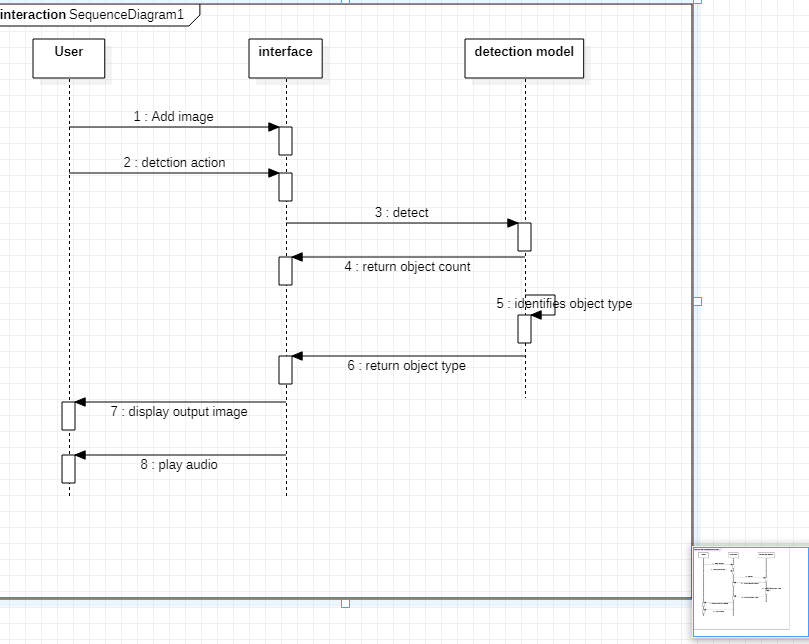 interaction SequenceDiagram1
User
interface
detection model
1 : Add image
2 : detction action
3 : detect
4 : return object count
5 : identifies object type
6 : return object type
7 : display output image
8 : play audio